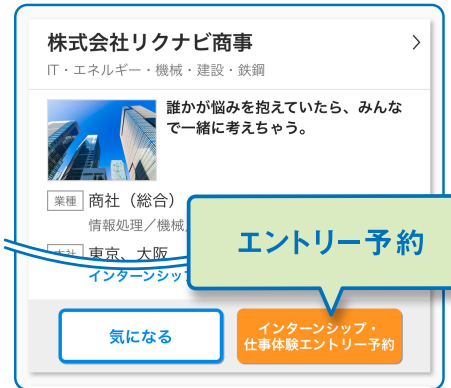 株式会社リクナビ商事
IT・エネルギー・機械・建設・鉄鋼
誰かが悩みを抱えていたら、みんな
で一緒に考えちゃう。
業種 商社（総合）
情報処理／機械
東京、大阪
インターンシップ
エントリー予約
気になる
インターンシップ・
仕事体験エントリー予約